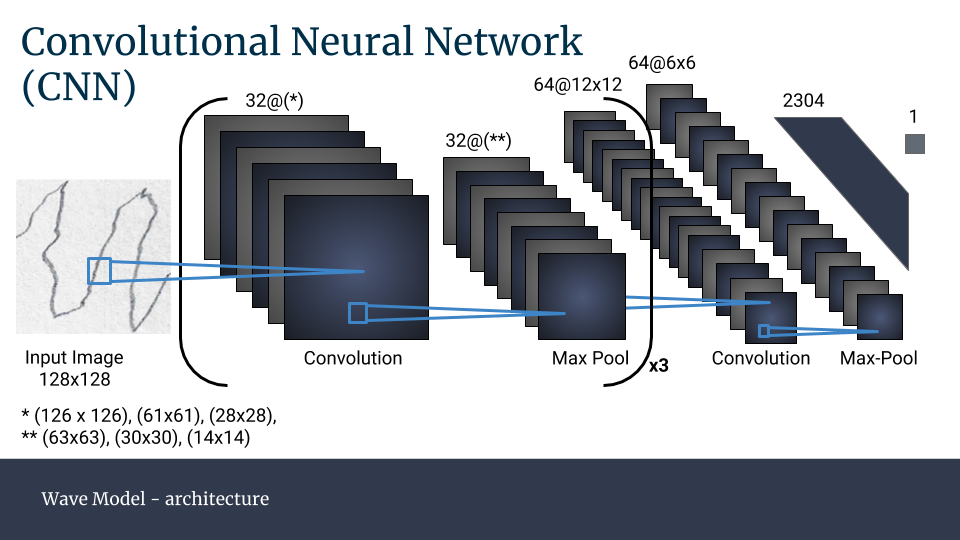 Convolutional Neural Network
(CNN)
64@6x6
64@12x12
32@(*)
2304
1
32@(**)
Input Image
128x128
Convolution
Max Pool
x3
Convolution
Max-Pool
* (126 x 126), (61x61), (28x28),
** (63x63), (30x30), (14x14)
Wave Model - architecture